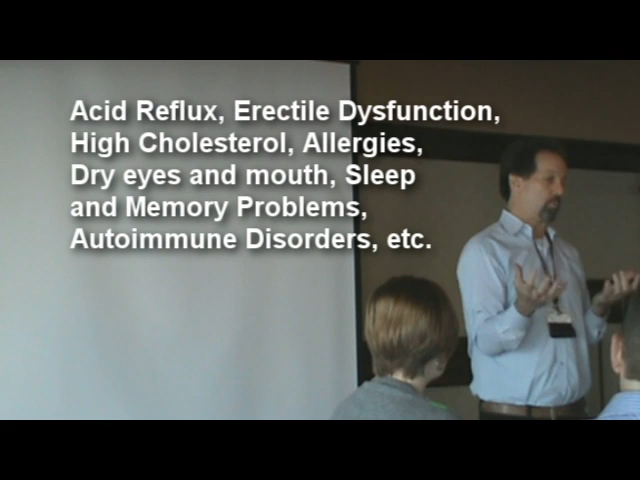 Acid Reflux, Erectile Dysfunction,
High Cholesterol, Allergies,
Dry eyes and mouth, Sleep
and Memory Problems,
Autoimmune Disorders, etc.